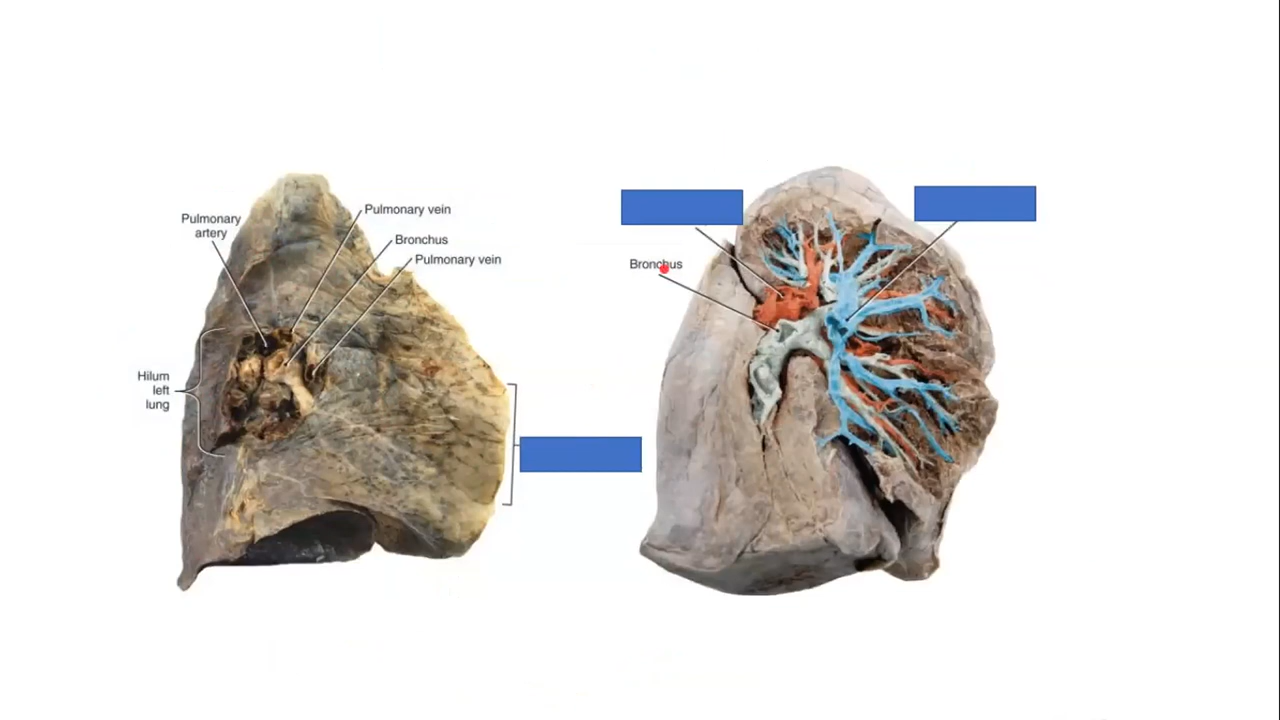 Pulmonary
artery
Pulmonary vein
Bronchus
Pulmonary vein
Hilum
left
lung
Bronchus